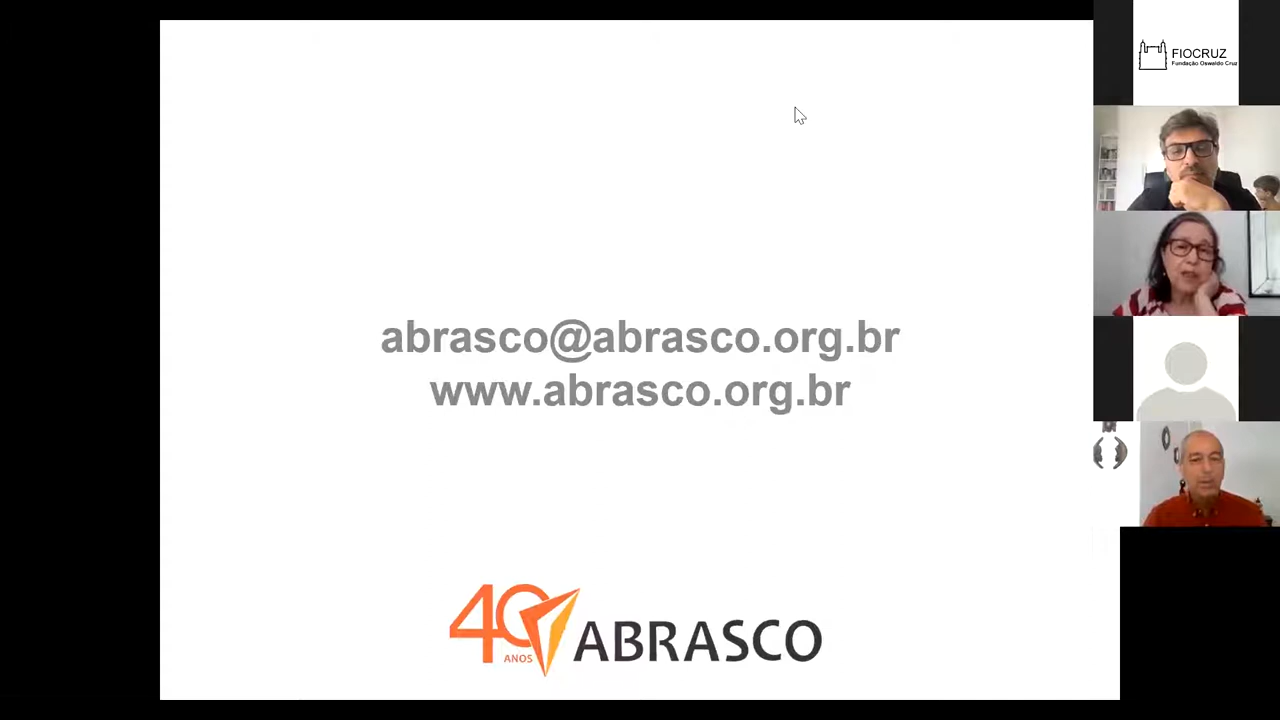 FIOCRUZ
Fundação Oswaldo Cruz
abrasco@abrasco.org.br
www.abrasco.org.br
40
ANOS
ABRASCO